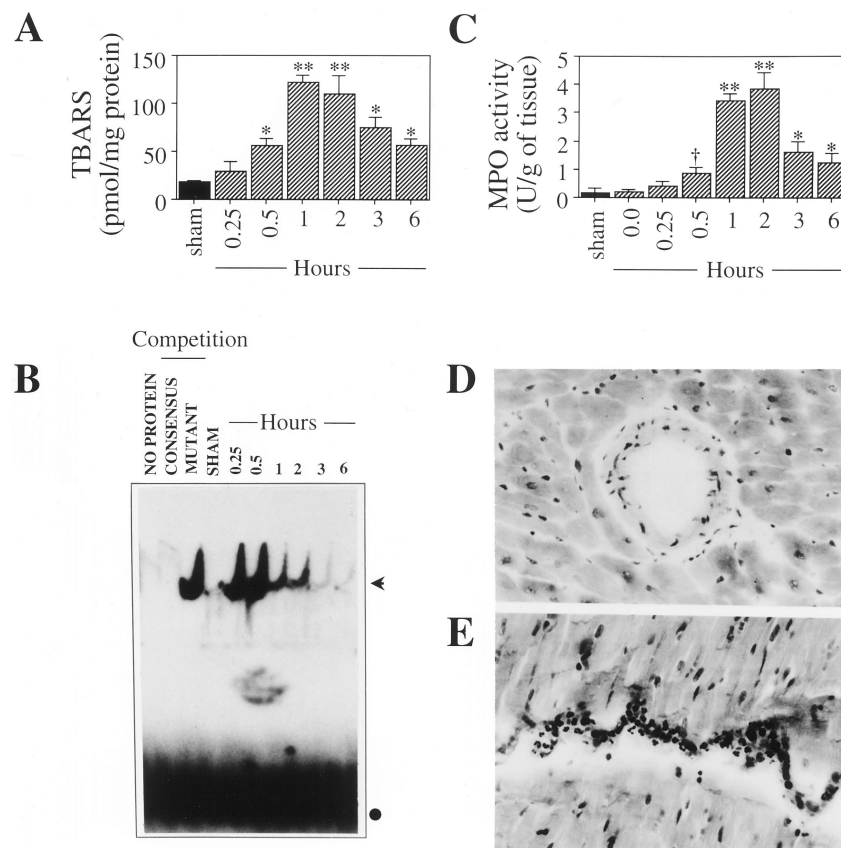 A
TBARS
(pmol/mg protein)
150
100
50
0
* ** ** * *
sham 0.25 0.5 1 2 3 6
Hours
C
MPO activity
(U/g of tissue)
5
4
3
2
1
0
† ** ** * *
sham 0.0 0.25 0.5 1 2 3 6
Hours
B
Competition
NO PROTEIN
CONSENSUS
MUTANT
SHAM
Hours
0.25 0.5 1 2 3 6
D
E